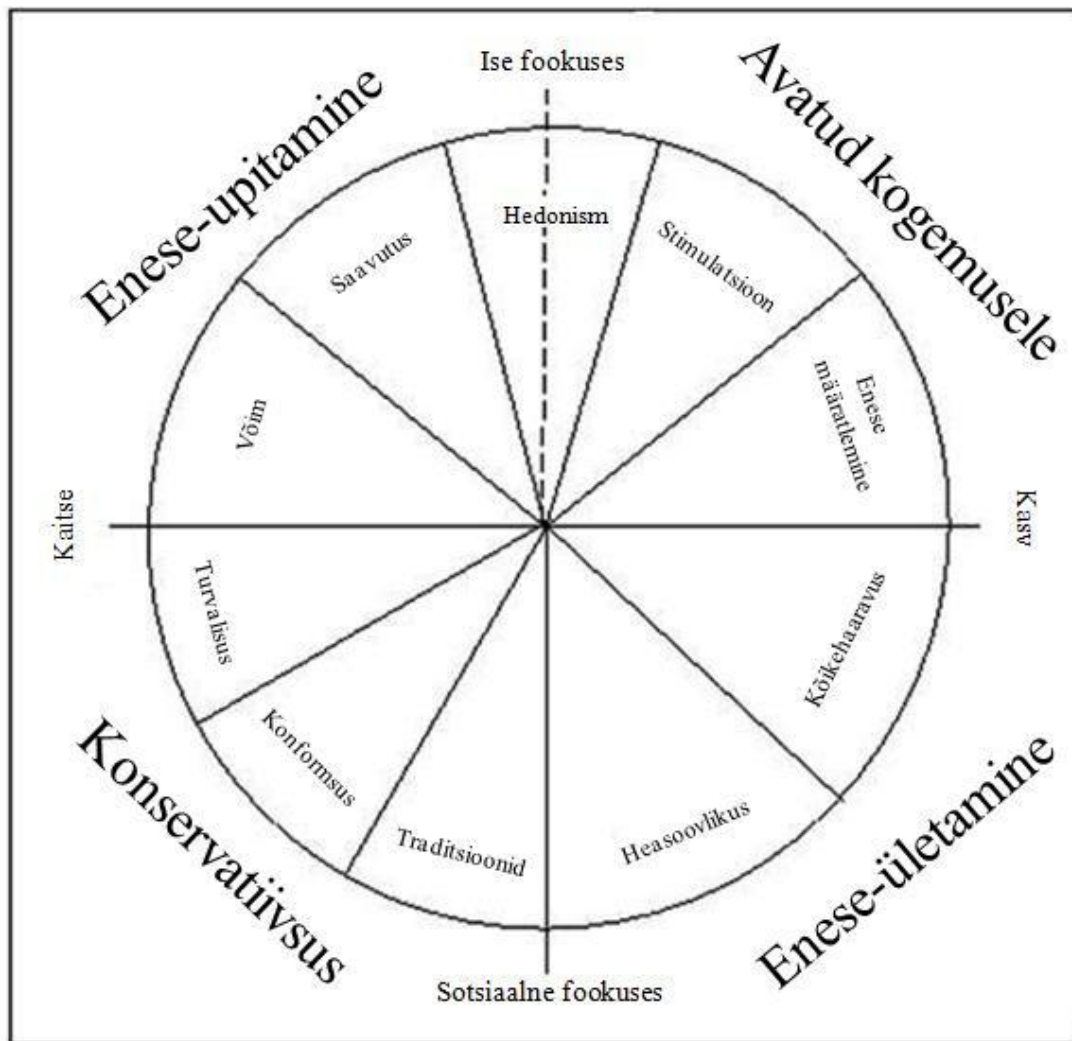 Ise fookuses
Enese-upitamine
Avatud kogemusele
Hedonism
Saavutus
Stimulatsioon
Võim
Enese
määratlemine
Kaitse
Kasv
Turvalisus
Kõikehaaravus
Konformsus
Traditsioonid
Heasoovlikus
Konservatiivsus
Enese-ületamine
Sotsiaalne fookuses